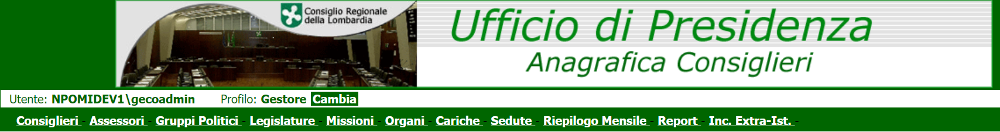 Consiglio Regionale
della Lombardia
Ufficio di Presidenza
Anagrafica Consiglieri
Utente: NPOMIDEV1\gecoadmin Profilo: Gestore Cambia
Consiglieri - Assessori - Gruppi Politici - Legislature - Missioni - Organi - Cariche - Sedute - Riepilogo Mensile - Report - Inc. Extra-Ist. -